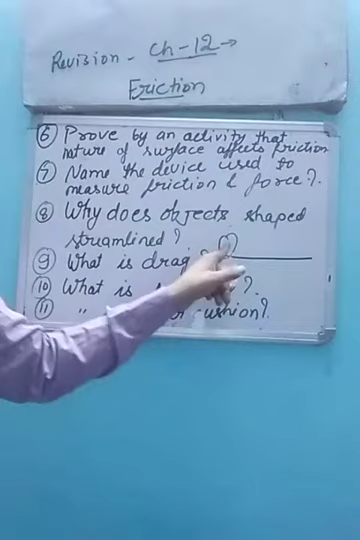 Revision - Ch-12→
Friction
⑥ Prove by an activity that
nature of surface affects friction
⑦ Name the device used to
measure friction & force?.
⑧ Why does objects shaped
streamlined?
⑨ What is drag
⑩ What is ?.
⑪ " cushion?